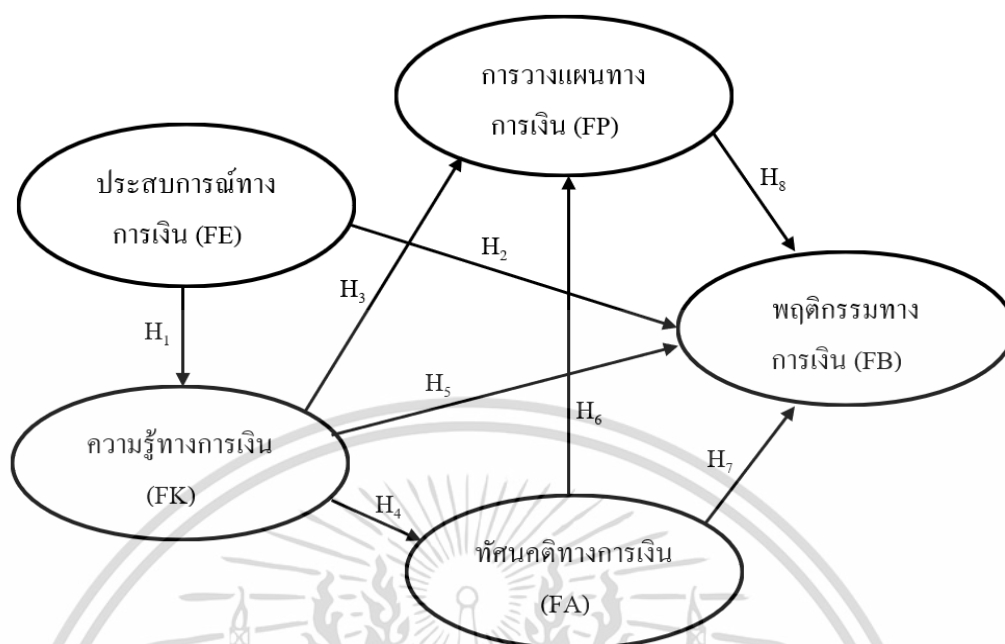 การวางแผนทาง
การเงิน (FP)
ประสบการณ์ทาง
การเงิน (FE)
H8
H2
H3
พฤติกรรมทาง
การเงิน (FB)
H1
H5
H6
ความรู้ทางการเงิน
(FK)
H7
H4
ทัศนคติทางการเงิน
(FA)